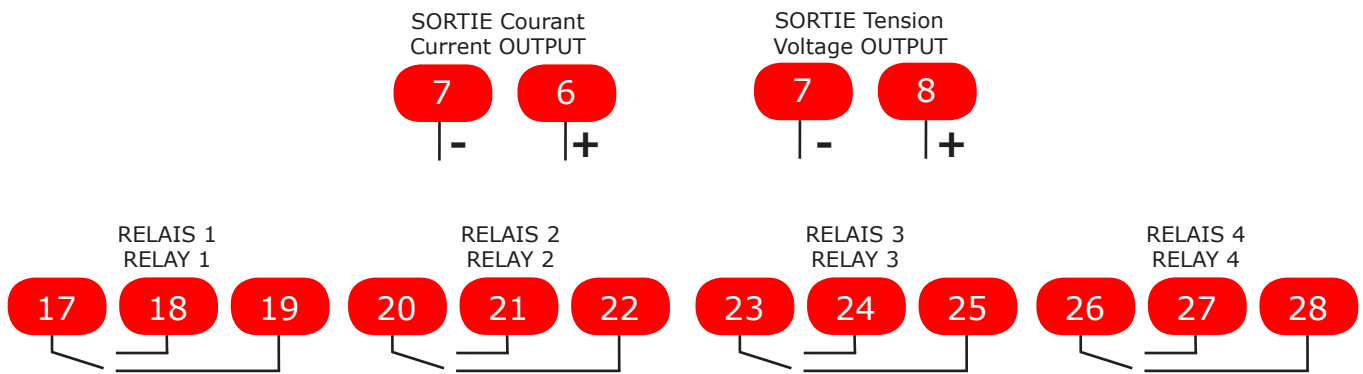 SORTIE Courant
Current OUTPUT
7 6
- +
SORTIE Tension
Voltage OUTPUT
7 8
- +
RELAIS 1
RELAY 1
17 18 19
RELAIS 2
RELAY 2
20 21 22
RELAIS 3
RELAY 3
23 24 25
RELAIS 4
RELAY 4
26 27 28